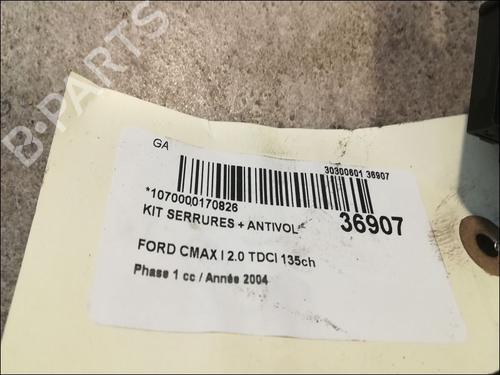 B-PARTS
GA
30300601 36907
*1070000170826
KIT SERRURES + ANTIVOL
36907
FORD CMAX I 2.0 TDCI 135ch
Phase 1 cc / Année 2004